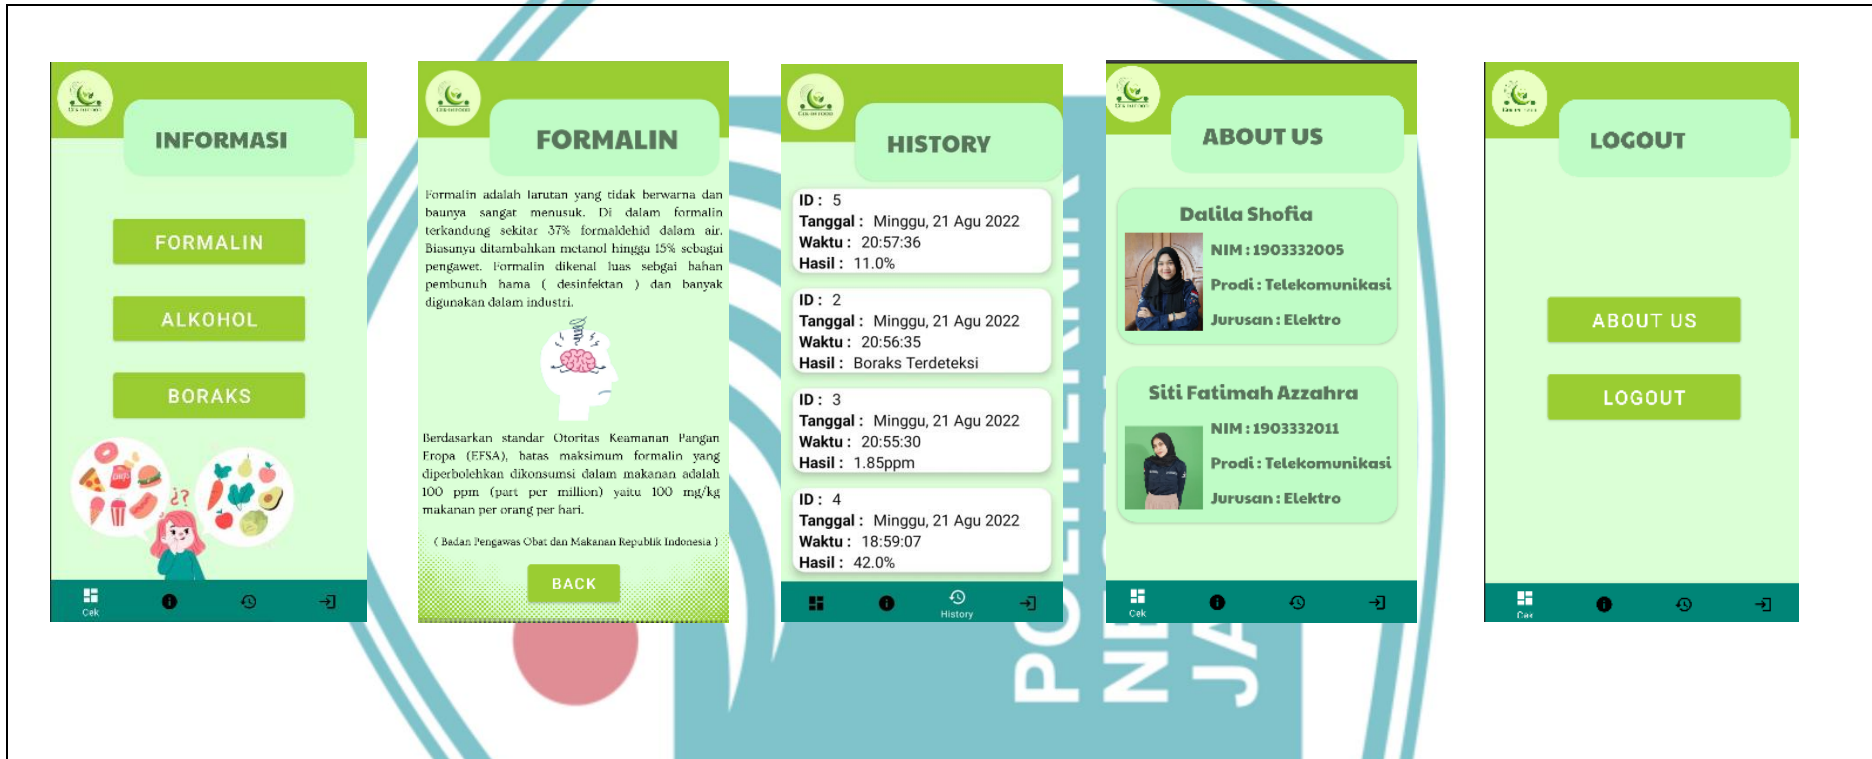 INFORMASI
FORMALIN
ALKOHOL
BORAKS
Cek
FORMALIN
Formalin adalah larutan yang tidak berwarna dan
baunya sangat menusuk. Di dalam formalin
terkandung sekitar 37% formaldehid dalam air.
Biasanya ditambahkan metanol hingga 15% sebagai
pengawet. Formalin dikenal luas sebgai bahan
pembunuh hama ( desinfektan ) dan banyak
digunakan dalam industri.
Berdasarkan standar Otoritas Keamanan Pangan
Eropa (EFSA), batas maksimum formalin yang
diperbolehkan dikonsumsi dalam makanan adalah
100 ppm (part per million) yaitu 100 mg/kg
makanan per orang per hari.
( Badan Pengawas Obat dan Makanan Republik Indonesia )
BACK
HISTORY
ID : 5
Tanggal : Minggu, 21 Agu 2022
Waktu : 20:57:36
Hasil : 11.0%
ID : 2
Tanggal : Minggu, 21 Agu 2022
Waktu : 20:56:35
Hasil : Boraks Terdeteksi
ID : 3
Tanggal : Minggu, 21 Agu 2022
Waktu : 20:55:30
Hasil : 1.85ppm
ID : 4
Tanggal : Minggu, 21 Agu 2022
Waktu : 18:59:07
Hasil : 42.0%
History
ABOUT US
Dalila Shofia
NIM : 1903332005
Prodi : Telekomunikasi
Jurusan : Elektro
Siti Fatimah Azzahra
NIM : 1903332011
Prodi : Telekomunikasi
Jurusan : Elektro
Cek
LOGOUT
ABOUT US
LOGOUT
Cek